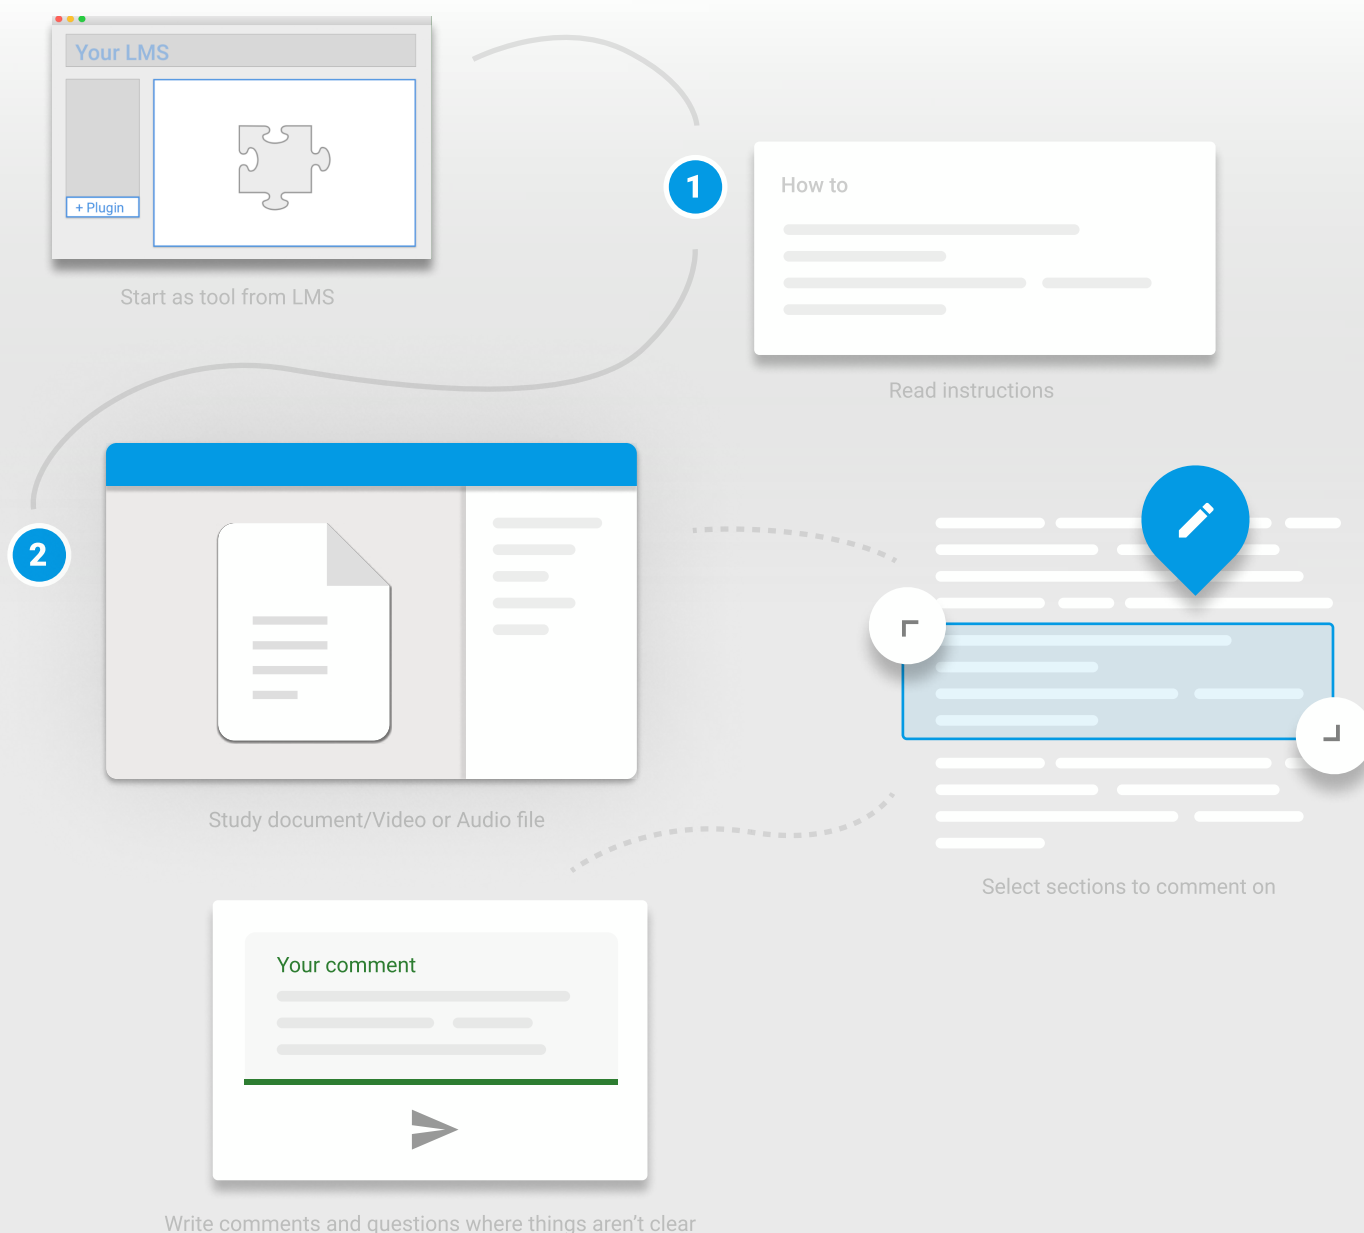 Your LMS
+ Plugin
Start as tool from LMS
1
How to
Read instructions
2
Study document/Video or Audio file
Select sections to comment on
Your comment
Write comments and questions where things aren't clear